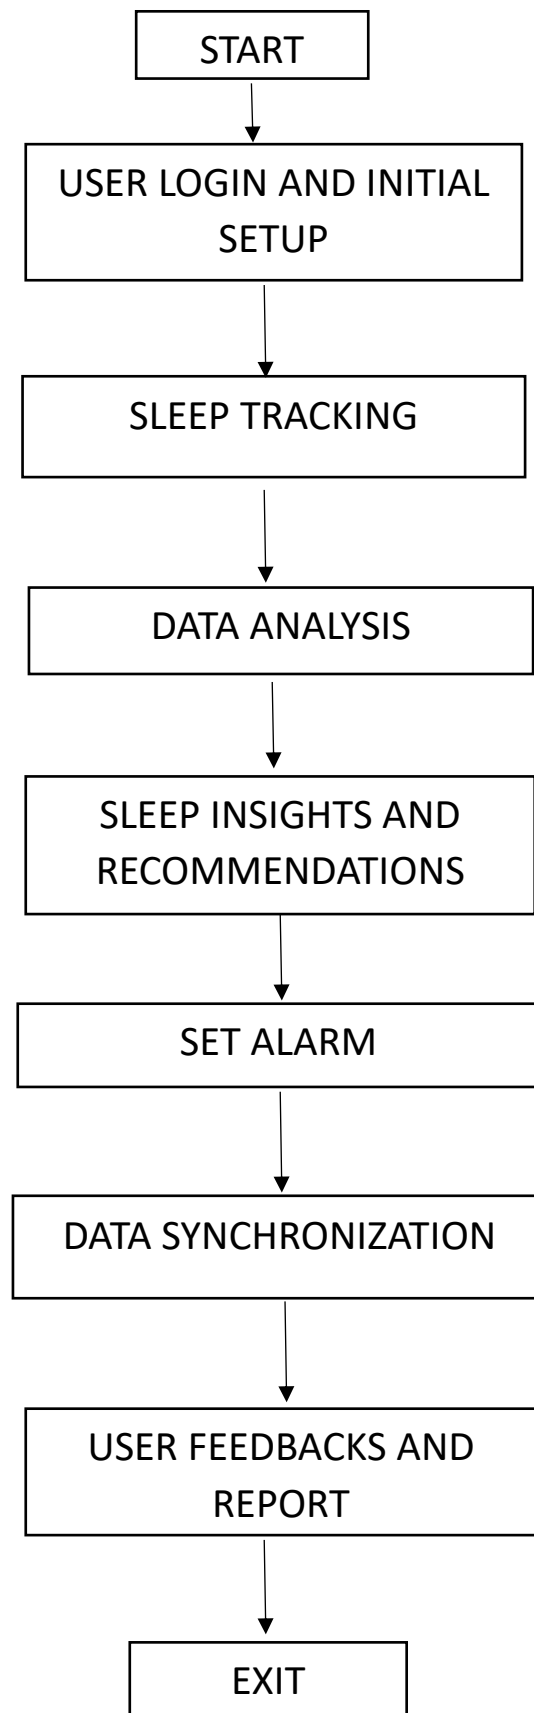 START
USER LOGIN AND INITIAL
SETUP
SLEEP TRACKING
DATA ANALYSIS
SLEEP INSIGHTS AND
RECOMMENDATIONS
SET ALARM
DATA SYNCHRONIZATION
USER FEEDBACKS AND
REPORT
EXIT